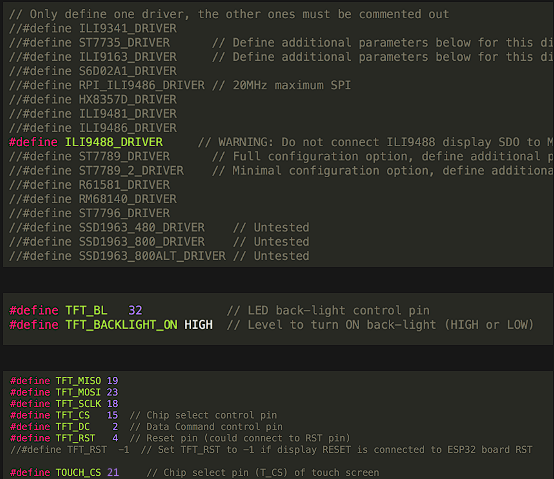 // Only define one driver, the other ones must be commented out
//#define ILI9341_DRIVER
//#define ST7735_DRIVER      // Define additional parameters below for this di
//#define ILI9163_DRIVER     // Define additional parameters below for this di
//#define S6D02A1_DRIVER
//#define RPI_ILI9486_DRIVER // 20MHz maximum SPI
//#define HX8357D_DRIVER
//#define ILI9481_DRIVER
//#define ILI9486_DRIVER
#define ILI9488_DRIVER     // WARNING: Do not connect ILI9488 display SDO to M
//#define ST7789_DRIVER      // Full configuration option, define additional p
//#define ST7789_2_DRIVER    // Minimal configuration option, define additiona
//#define R61581_DRIVER
//#define RM68140_DRIVER
//#define ST7796_DRIVER
//#define SSD1963_480_DRIVER    // Untested
//#define SSD1963_800_DRIVER    // Untested
//#define SSD1963_800ALT_DRIVER // Untested
#define TFT_BL   32            // LED back-light control pin
#define TFT_BACKLIGHT_ON HIGH  // Level to turn ON back-light (HIGH or LOW)
#define TFT_MISO 19
#define TFT_MOSI 23
#define TFT_SCLK 18
#define TFT_CS   15  // Chip select control pin
#define TFT_DC    2  // Data Command control pin
#define TFT_RST   4  // Reset pin (could connect to RST pin)
//#define TFT_RST  -1  // Set TFT_RST to -1 if display RESET is connected to ESP32 board RST
#define TOUCH_CS 21     // Chip select pin (T_CS) of touch screen